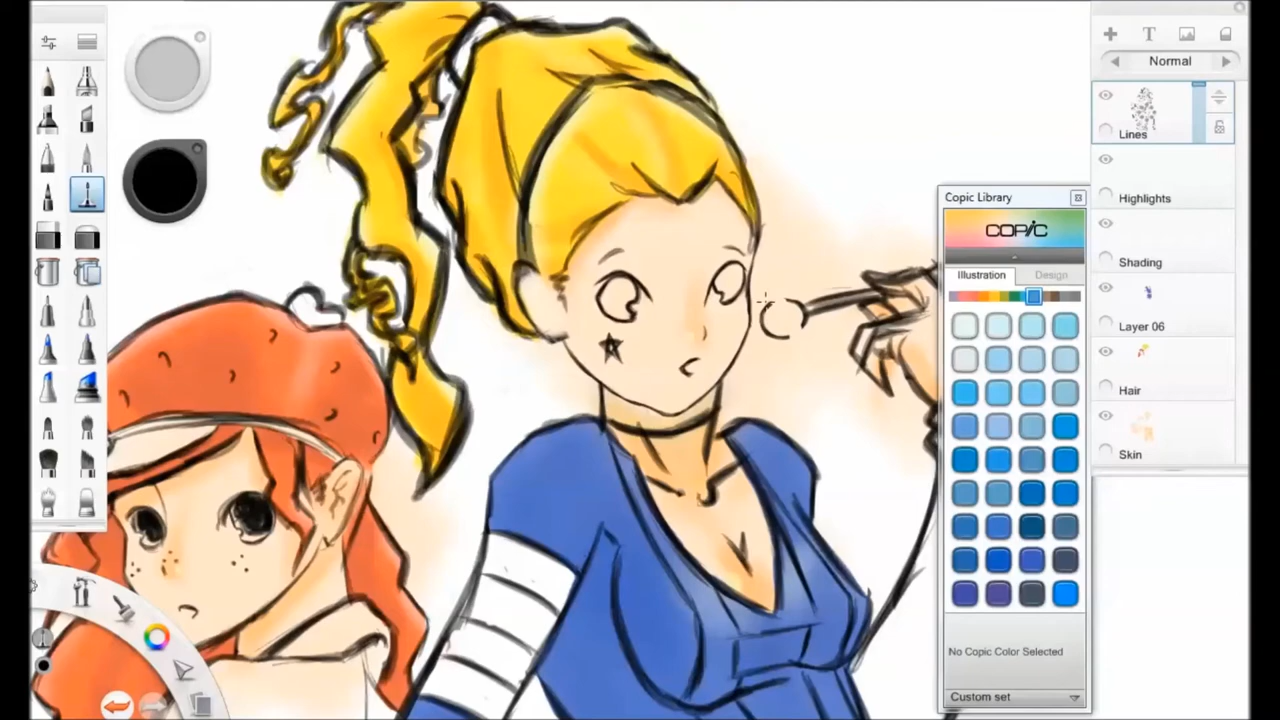 T
Normal
Lines
Highlights
Shading
Layer 06
Hair
Skin
Copic Library
COPIC
Illustration
Design
No Copic Color Selected
Custom set